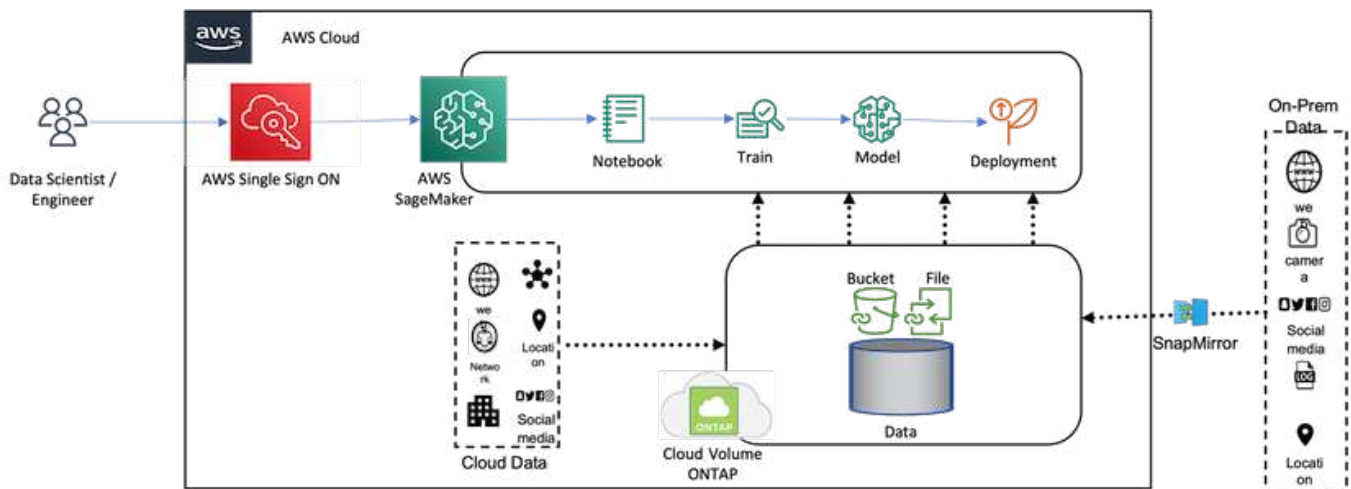 aws
AWS Cloud
Data Scientist /
Engineer
AWS Single Sign ON
AWS
SageMaker
Notebook
Train
Model
Deployment
On-Prem
Data
WWW
we
camer
a
Social
media
LOG
Locati
on
SnapMirror
Bucket
File
Data
ONTAP
Cloud Volume
ONTAP
WWW
we
Netwo
rk
Locati
on
Social
media
Cloud Data